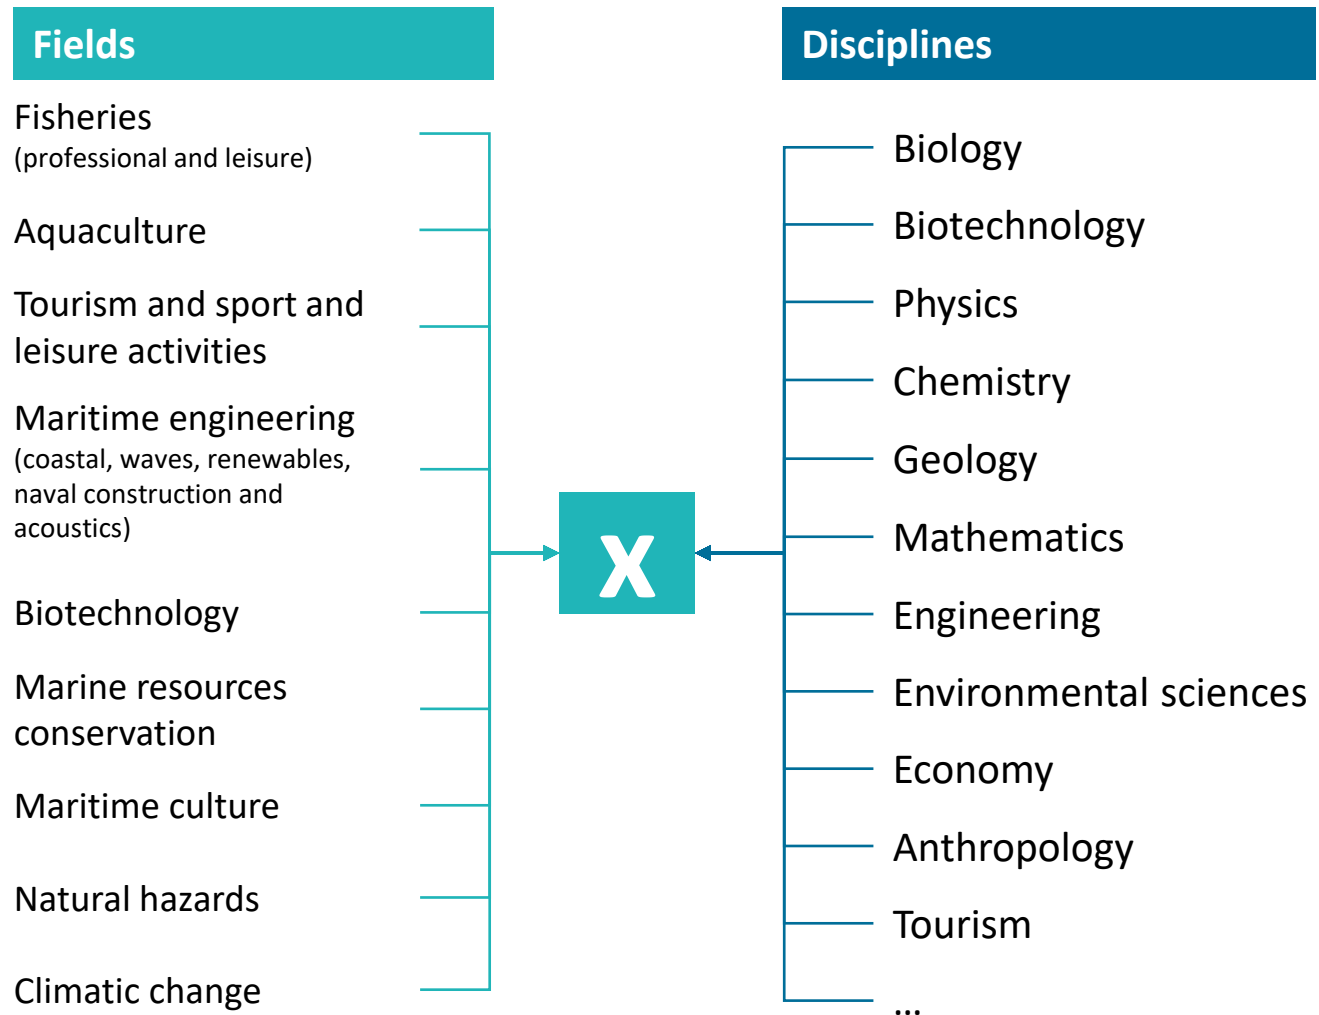 Fields
Fisheries
(professional and leisure)
Aquaculture
Tourism and sport and
leisure activities
Maritime engineering
(coastal, waves, renewables,
naval construction and
acoustics)
Biotechnology
Marine resources
conservation
Maritime culture
Natural hazards
Climatic change
X
Disciplines
Biology
Biotechnology
Physics
Chemistry
Geology
Mathematics
Engineering
Environmental sciences
Economy
Anthropology
Tourism
...